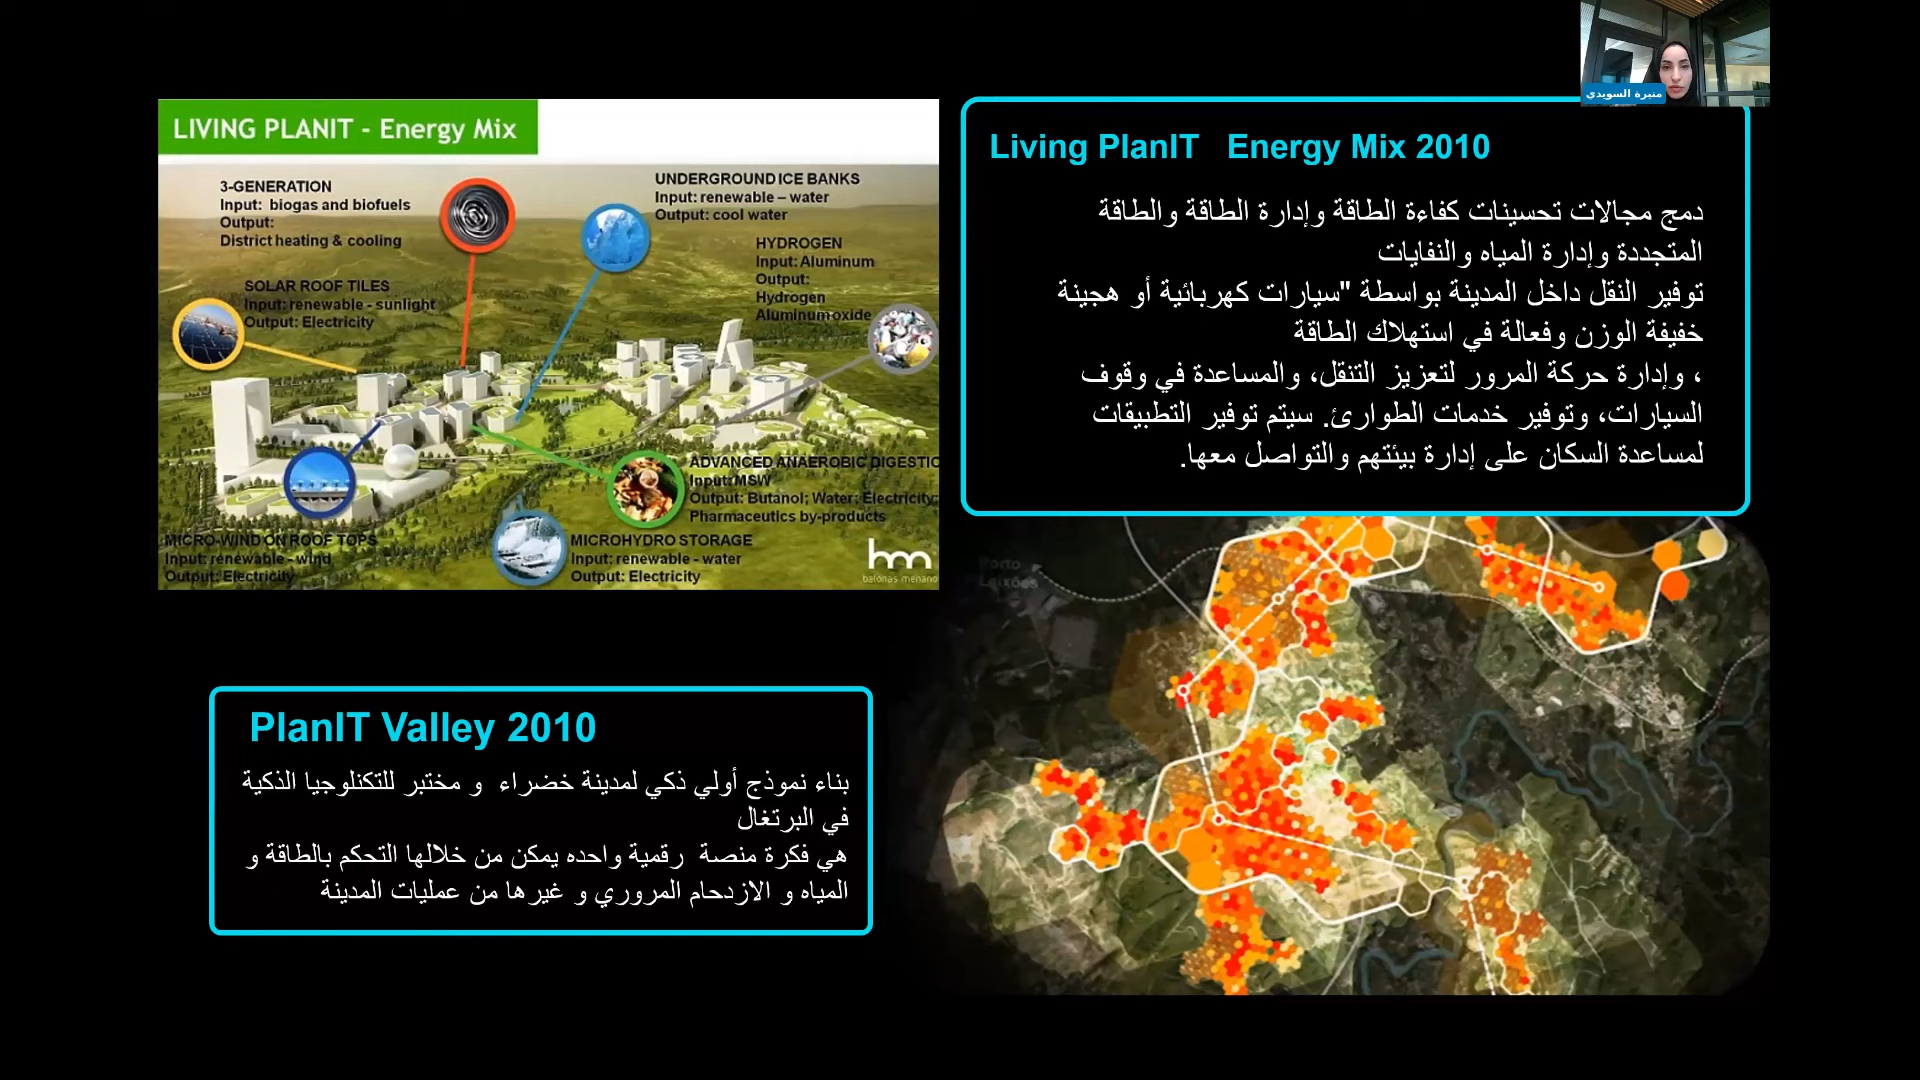 منيرة السويدي
LIVING PLANIT - Energy Mix
3-GENERATION
Input: biogas and biofuels
Output:
District heating & cooling
UNDERGROUND ICE BANKS
Input: renewable – water
Output: cool water
HYDROGEN
Input: Aluminum
Output:
Hydrogen
Aluminum oxide
SOLAR ROOF TILES
Input: renewable - sunlight
Output: Electricity
ADVANCED ANAEROBIC DIGESTIO
Input: MSW
Output: Butanol; Water; Electricity;
Pharmaceutics by-products
MICRO-WIND ON ROOF TOPS
Input: renewable - wind
Output: Electricity
MICROHYDRO STORAGE
Input: renewable - water
Output: Electricity
hm
balonas menano
Living PlanIT Energy Mix 2010
دمج مجالات تحسينات كفاءة الطاقة وإدارة الطاقة والطاقة
المتجددة وإدارة المياه والنفايات
توفير النقل داخل المدينة بواسطة "سيارات كهربائية أو هجينة
خفيفة الوزن وفعالة في استهلاك الطاقة
، وإدارة حركة المرور لتعزيز التنقل، والمساعدة في وقوف
السيارات، وتوفير خدمات الطوارئ. سيتم توفير التطبيقات
لمساعدة السكان على إدارة بيئتهم والتواصل معها.
Porto
Leixões
PlanIT Valley 2010
بناء نموذج أولي ذكي لمدينة خضراء و مختبر للتكنلوجيا الذكية
في البرتغال
هي فكرة منصة رقمية واحده يمكن من خلالها التحكم بالطاقة و
المياه و الازدحام المروري و غيرها من عمليات المدينة